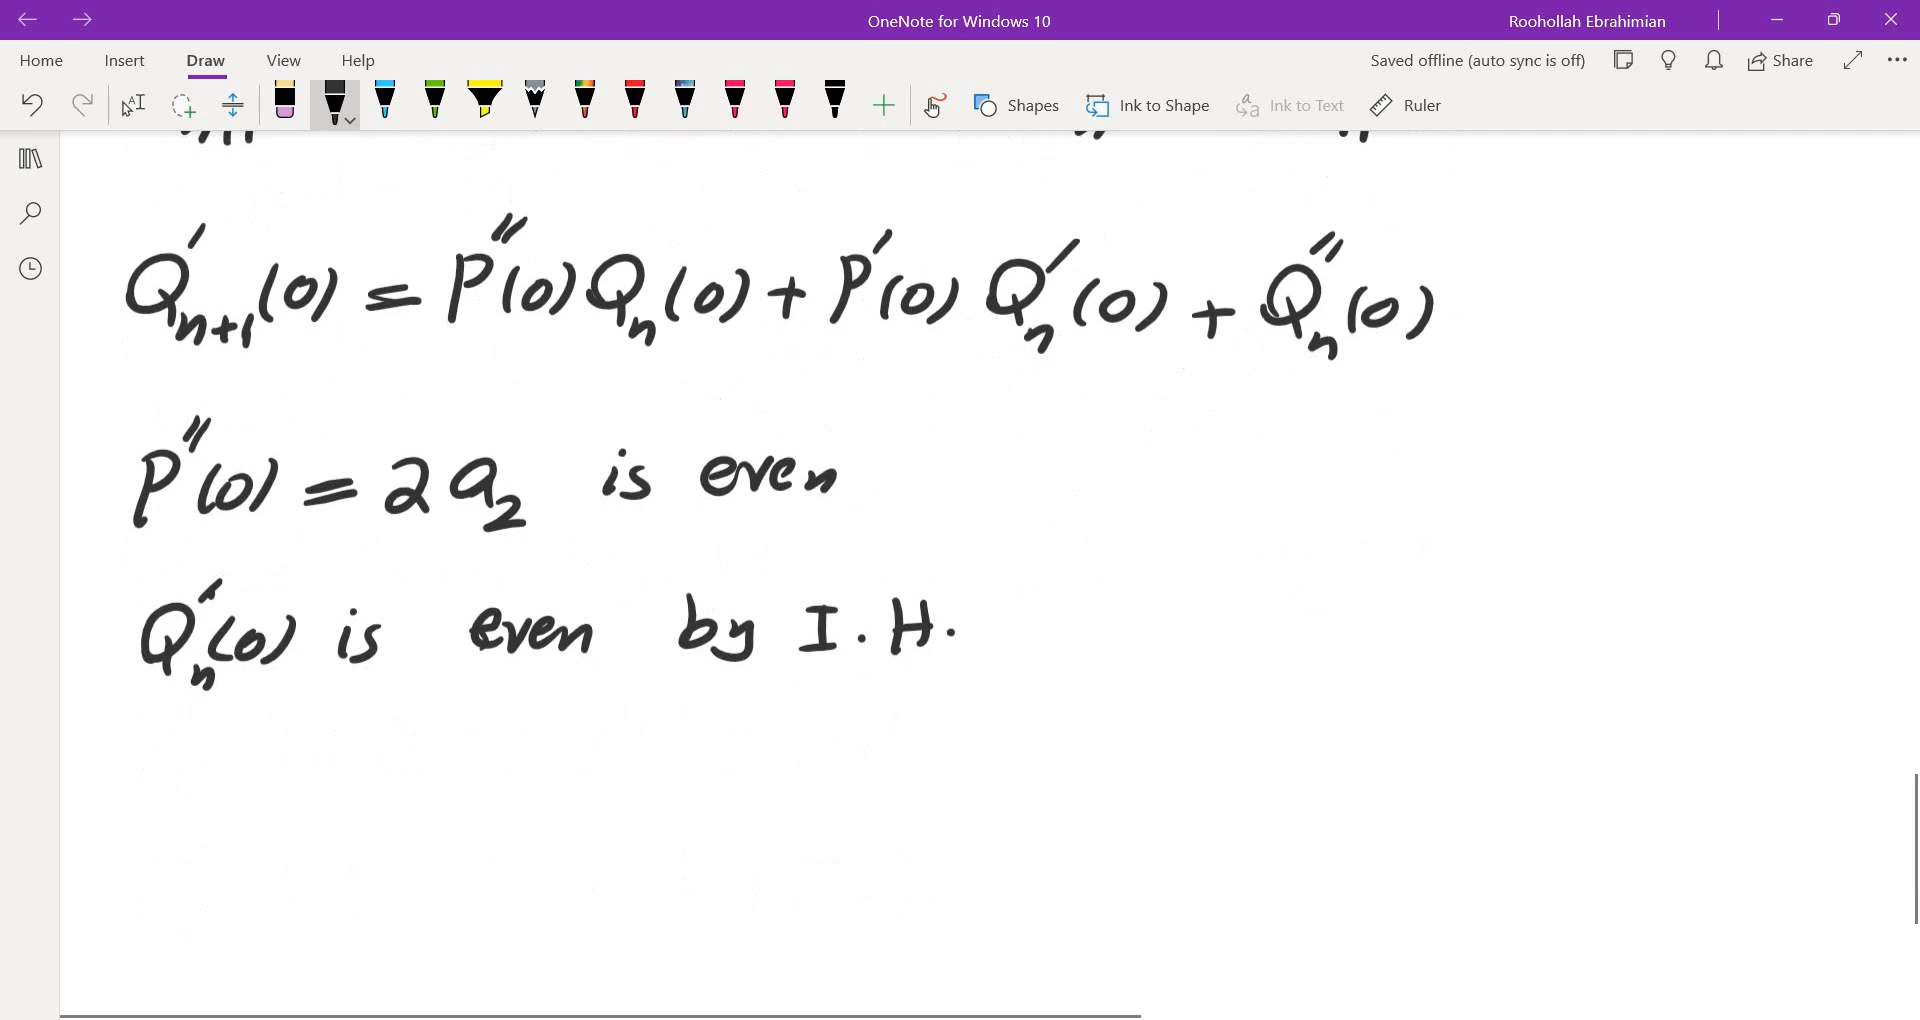 OneNote for Windows 10
Roohollah Ebrahimian
Home Insert Draw View Help
Saved offline (auto sync is off) Share
Shapes Ink to Shape Ink to Text Ruler
Q'ₙ₊₁(0) = P''(0)Qₙ(0) + P'(0)Q'ₙ(0) + Q''ₙ(0)
P''(0) = 2a₂ is even
Q'ₙ(0) is even by I.H.